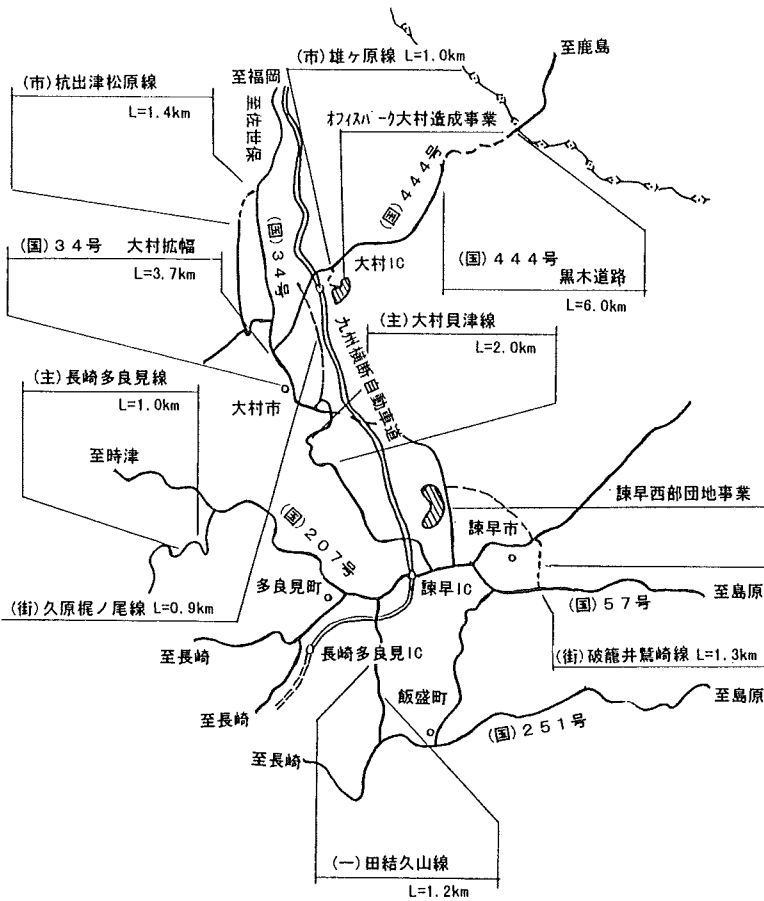 (市)雄ヶ原線 L=1.0km
至鹿島
至福岡
(市)杭出津松原線
L=1.4km
至佐世保
オフィスパーク大村造成事業
(国)444号
(国)34号 大村拡幅
L=3.7km
(国)34号
大村IC
(国)444号
黒木道路
L=6.0km
(主)大村貝津線
L=2.0km
九州横断自動車道
(主)長崎多良見線
L=1.0km
大村市
至時津
諫早西部団地事業
(国)207号
諫早市
多良見町
諫早IC
(国)57号
至島原
(街)久原梶ノ尾線 L=0.9km
至長崎
長崎多良見IC
(街)破籠井鷲崎線 L=1.3km
飯盛町
至島原
至長崎
(国)251号
至長崎
(一)田結久山線
L=1.2km